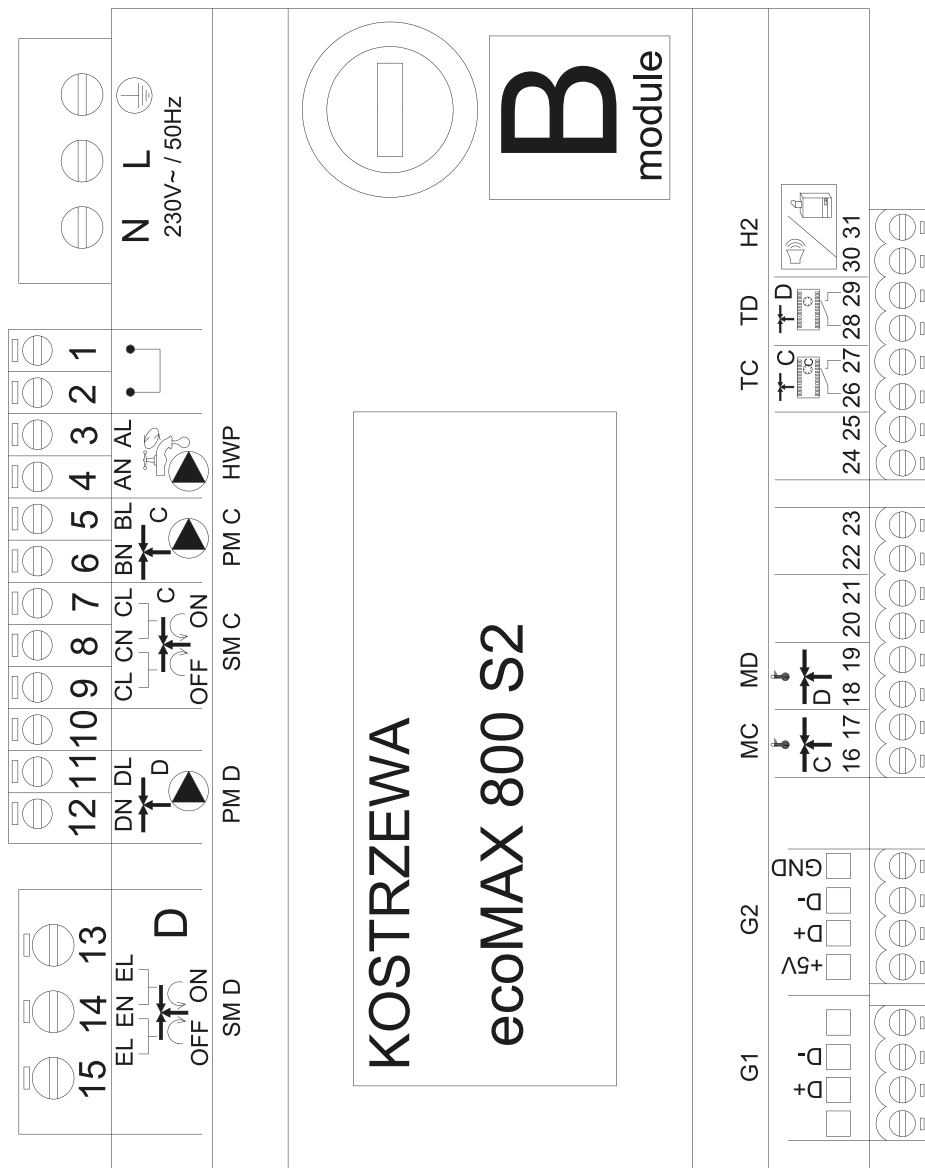 15 14 13 12 11 10 9 8 7 6 5 4 3 2 1
EL EN EL DN DL CL CN CL BN BL AN AL N L
D C C
D
OFF ON OFF ON
230V~ / 50Hz
SM D PM D SM C PM C HWP
KOSTRZEWA
ecoMAX 800 S2
B
module
G1 G2 MC MD TC TD H2
C D
D+ D- +5V D+ D- GND C D C
16 17 18 19 20 21 22 23 24 25 26 27 28 29 30 31